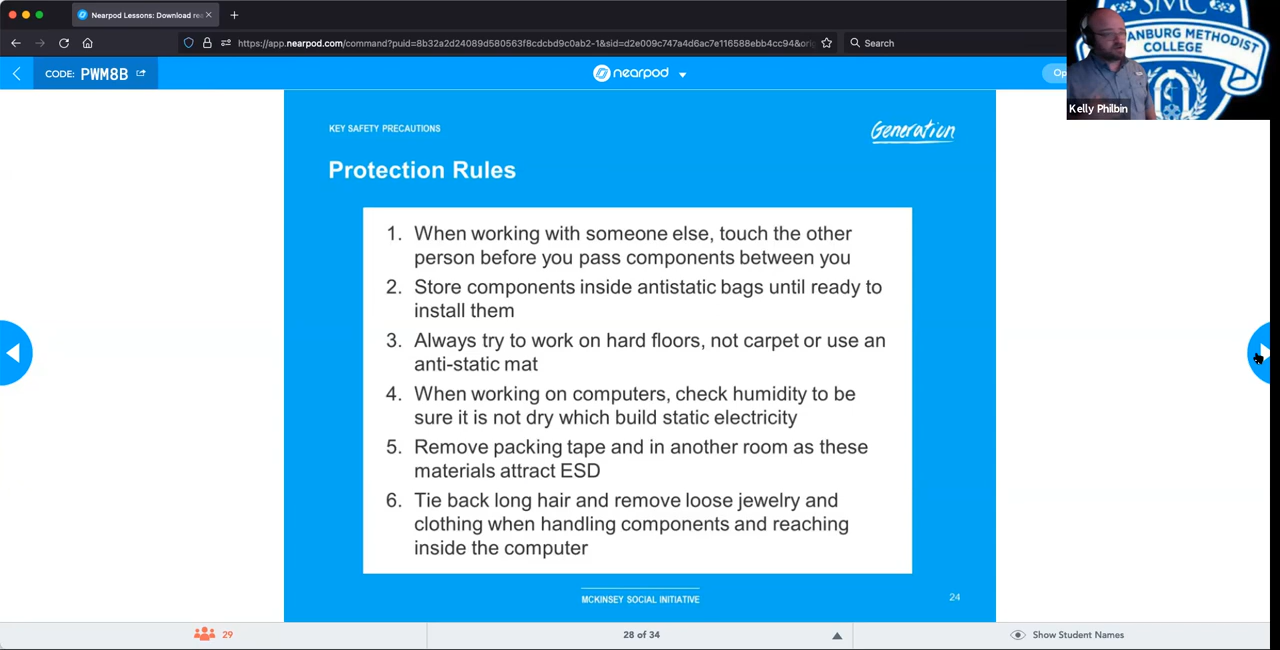 Nearpod Lessons: Download rea
https://app.nearpod.com/command?puid=8b32a2d24089d580563f8cdcbd9c0ab2-1&sid=d2e009c747a4d6ac7e116588ebb4cc94&ori
Search
CODE: PWM8B
nearpod
Op
SMC
ANBURG METHODIST
COLLEGE
Kelly Philbin
KEY SAFETY PRECAUTIONS
Generation
Protection Rules
1. When working with someone else, touch the other
person before you pass components between you
2. Store components inside antistatic bags until ready to
install them
3. Always try to work on hard floors, not carpet or use an
anti-static mat
4. When working on computers, check humidity to be
sure it is not dry which build static electricity
5. Remove packing tape and in another room as these
materials attract ESD
6. Tie back long hair and remove loose jewelry and
clothing when handling components and reaching
inside the computer
MCKINSEY SOCIAL INITIATIVE
24
29
28 of 34
Show Student Names